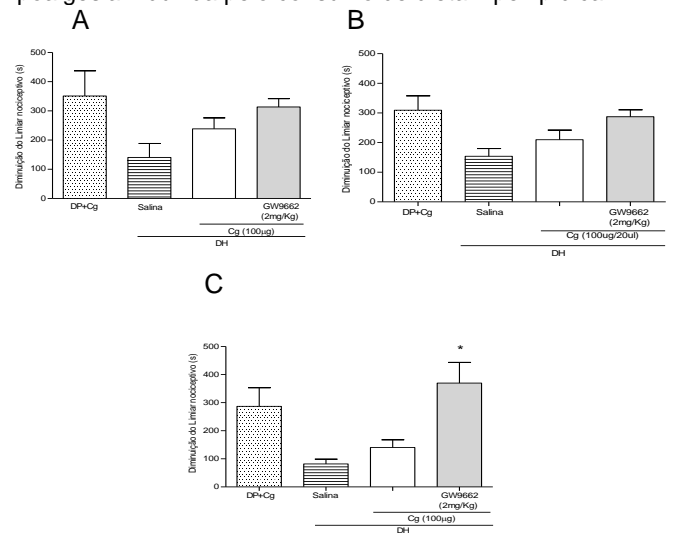 A
Diminuição do Limiar nociceptivo (s)
500
400
300
200
100
0
DP+Cg
Salina
GW9662
(2mg/Kg)
Cg (100µg)
DH
B
Diminuição do Limiar nociceptivo (s)
500
400
300
200
100
0
DP+Cg
Salina
GW9662
(2mg/Kg)
Cg (100ug/20ul)
DH
C
Diminuição do Limiar nociceptivo (s)
500
400
300
200
100
0
*
DP+Cg
Salina
GW9662
(2mg/Kg)
Cg (100µg)
DH